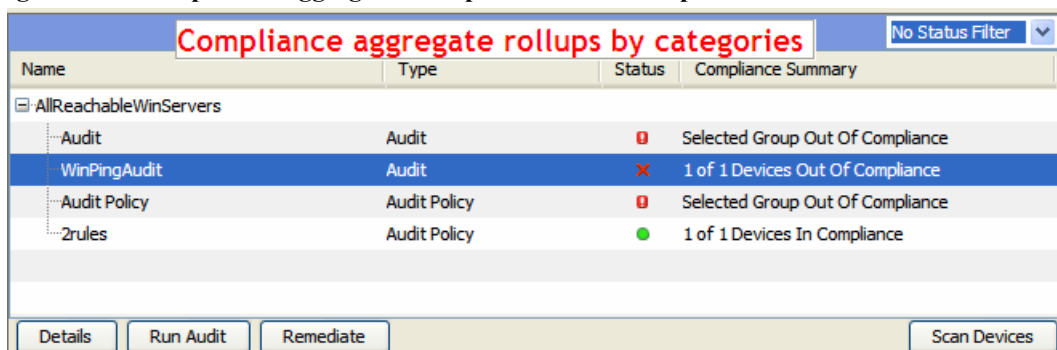 Compliance aggregate rollups by categories
No Status Filter
Name Type Status Compliance Summary
AllReachableWinServers
Audit Audit Selected Group Out Of Compliance
WinPingAudit Audit 1 of 1 Devices Out Of Compliance
Audit Policy Audit Policy Selected Group Out Of Compliance
2rules Audit Policy 1 of 1 Devices In Compliance
Details Run Audit Remediate Scan Devices